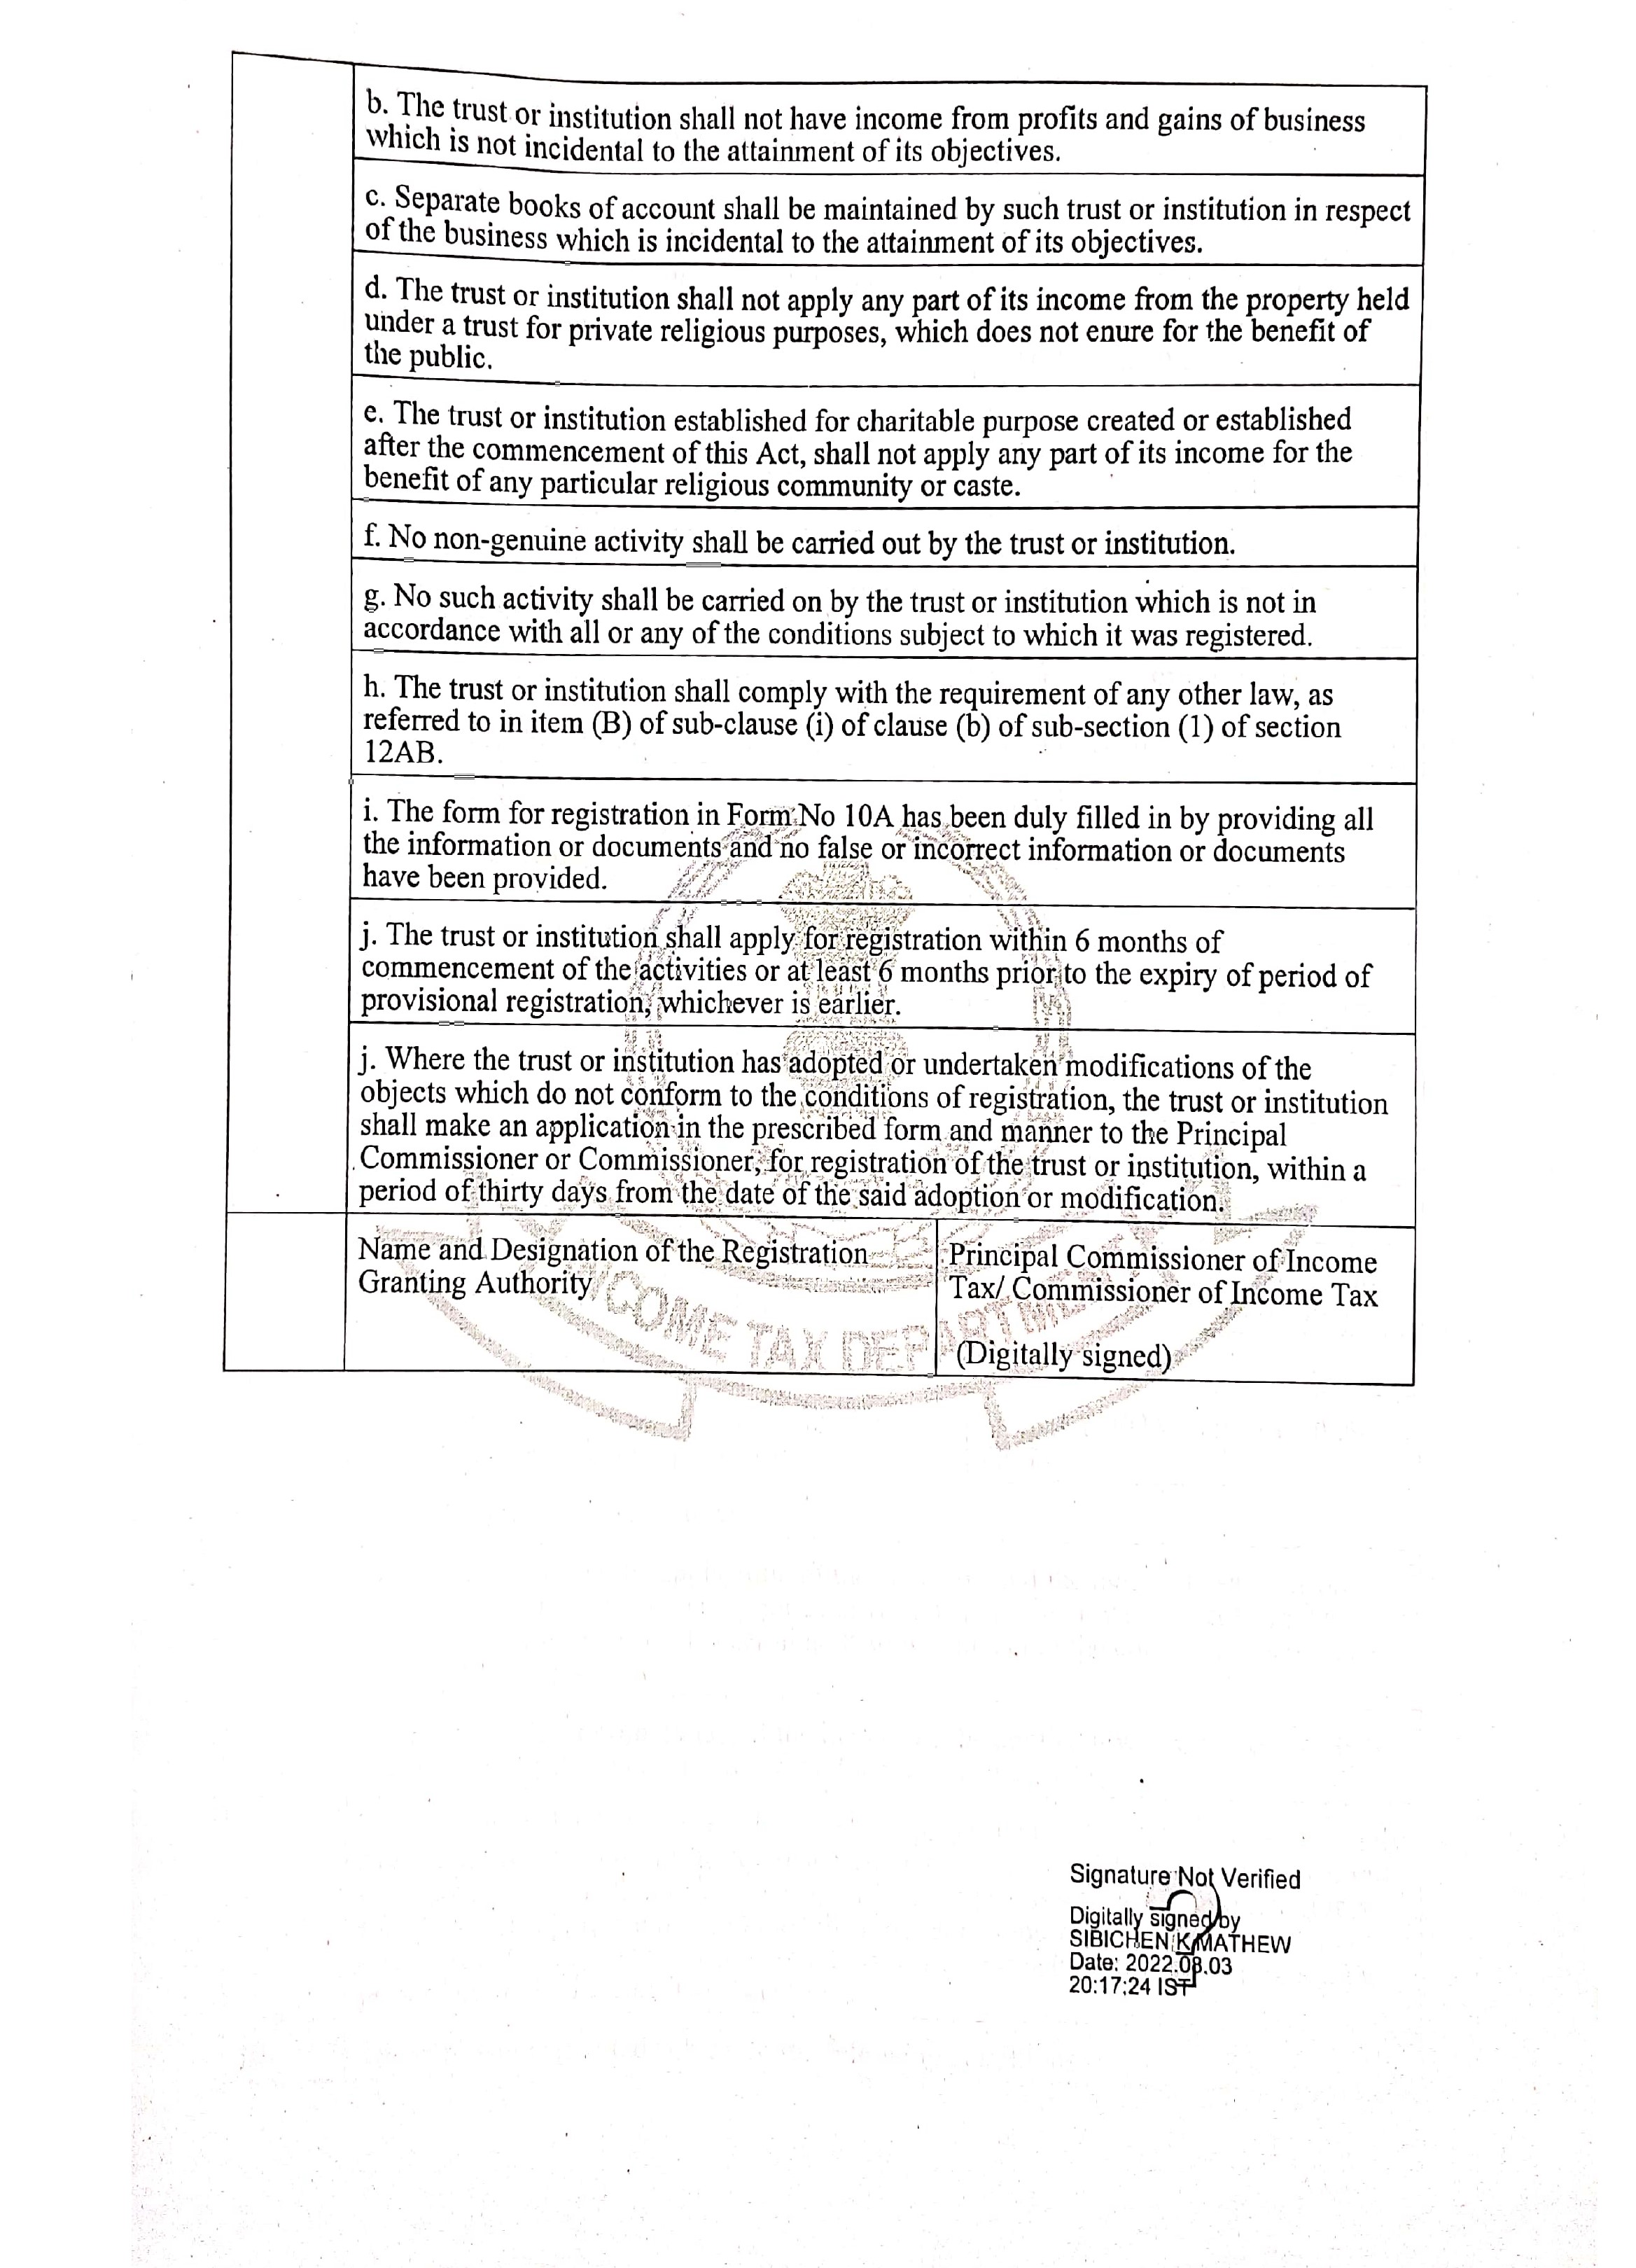 b. The trust or institution shall not have income from profits and gains of business
which is not incidental to the attainment of its objectives.
c. Separate books of account shall be maintained by such trust or institution in respect
of the business which is incidental to the attainment of its objectives.
d. The trust or institution shall not apply any part of its income from the property held
under a trust for private religious purposes, which does not enure for the benefit of
the public.
e. The trust or institution established for charitable purpose created or established
after the commencement of this Act, shall not apply any part of its income for the
benefit of any particular religious community or caste.
f. No non-genuine activity shall be carried out by the trust or institution.
g. No such activity shall be carried on by the trust or institution which is not in
accordance with all or any of the conditions subject to which it was registered.
h. The trust or institution shall comply with the requirement of any other law, as
referred to in item (B) of sub-clause (i) of clause (b) of sub-section (1) of section
12AB.
i. The form for registration in Form No 10A has been duly filled in by providing all
the information or documents and no false or incorrect information or documents
have been provided.
j. The trust or institution shall apply for registration within 6 months of
commencement of the activities or at least 6 months prior to the expiry of period of
provisional registration, whichever is earlier.
j. Where the trust or institution has adopted or undertaken modifications of the
objects which do not conform to the conditions of registration, the trust or institution
shall make an application in the prescribed form and manner to the Principal
Commissioner or Commissioner, for registration of the trust or institution, within a
period of thirty days from the date of the said adoption or modification.
Name and Designation of the Registration
Granting Authority
Principal Commissioner of Income
Tax/ Commissioner of Income Tax
(Digitally signed)
INCOME TAX DEPARTMENT
Signature Not Verified
Digitally signed by
SIBICHEN K MATHEW
Date: 2022.08.03
20:17:24 IST